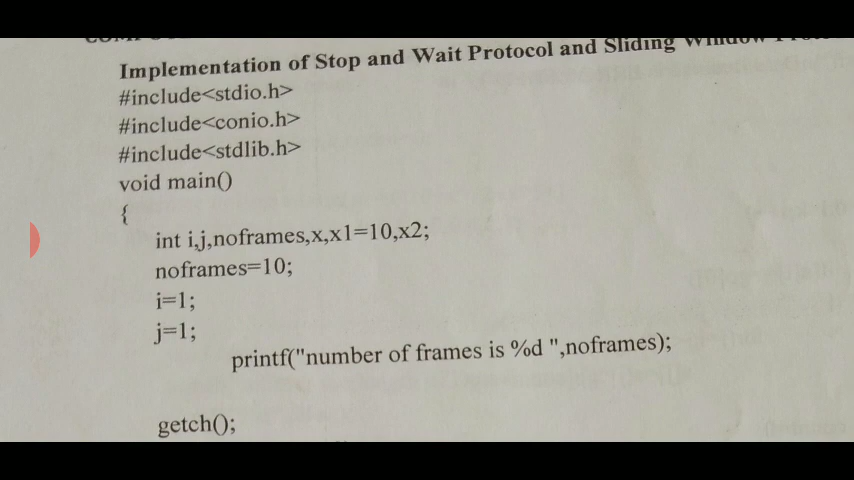 Implementation of Stop and Wait Protocol and Sliding Window
#include<stdio.h>
#include<conio.h>
#include<stdlib.h>
void main()
{
int i,j,noframes,x,x1=10,x2;
noframes=10;
i=1;
j=1;
printf("number of frames is %d ",noframes);
getch();